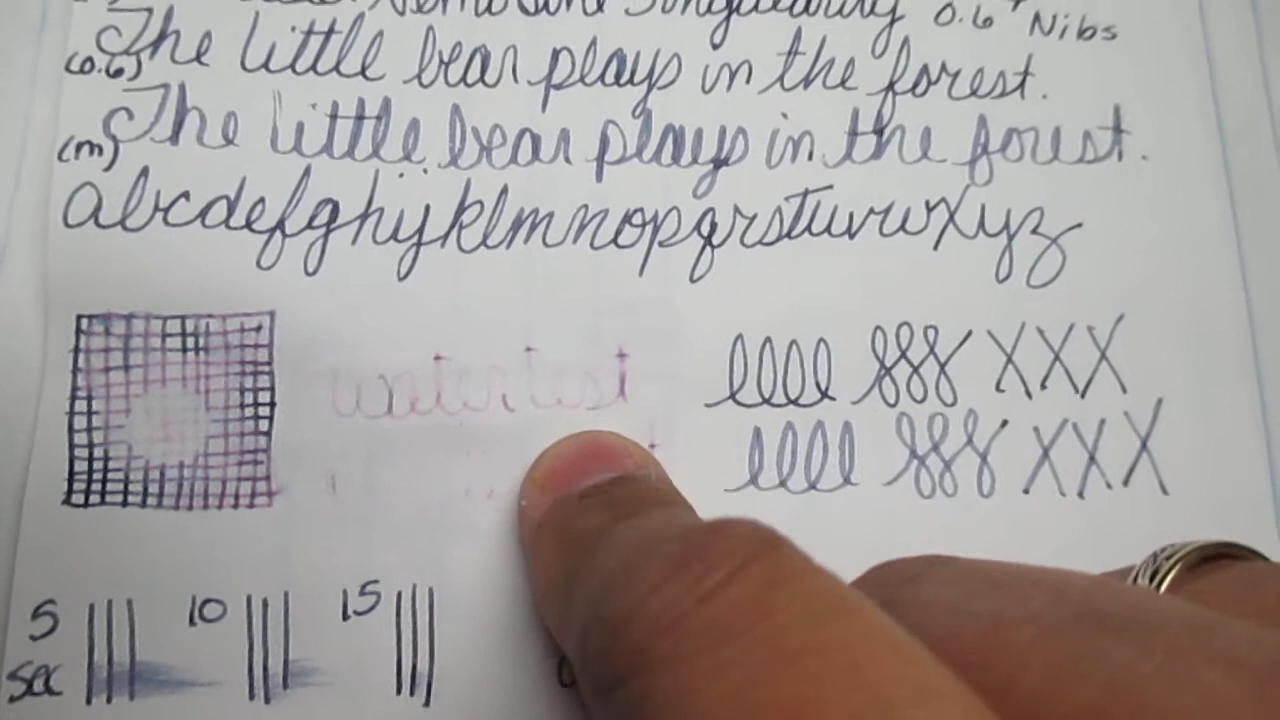 Singularity 0.6 Nibs
(0.6) The little bear plays in the forest.
(m) The little bear plays in the forest.
abcdefghijklmnopqrstuvwxyz
water test
llll 888 XXX
llll 888 XXX
5 sec 10 15